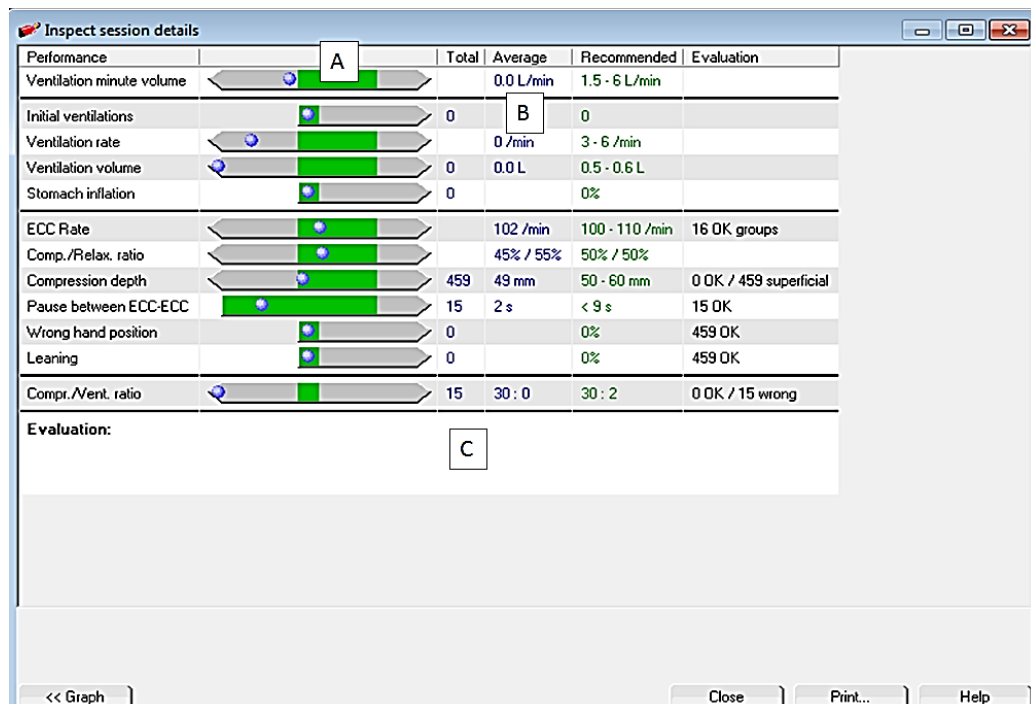 Inspect session details
Performance Total Average Recommended Evaluation
A
Ventilation minute volume 0.0 L/min 1.5 - 6 L/min
B
Initial ventilations 0 0
Ventilation rate 0 /min 3 - 6 /min
Ventilation volume 0 0.0 L 0.5 - 0.6 L
Stomach inflation 0 0%
ECC Rate 102 /min 100 - 110 /min 16 OK groups
Comp./Relax. ratio 45% / 55% 50% / 50%
Compression depth 459 49 mm 50 - 60 mm 0 OK / 459 superficial
Pause between ECC-ECC 15 2 s < 9 s 15 OK
Wrong hand position 0 0% 459 OK
Leaning 0 0% 459 OK
Compr./Vent. ratio 15 30 : 0 30 : 2 0 OK / 15 wrong
Evaluation:
C
<< Graph Close Print... Help